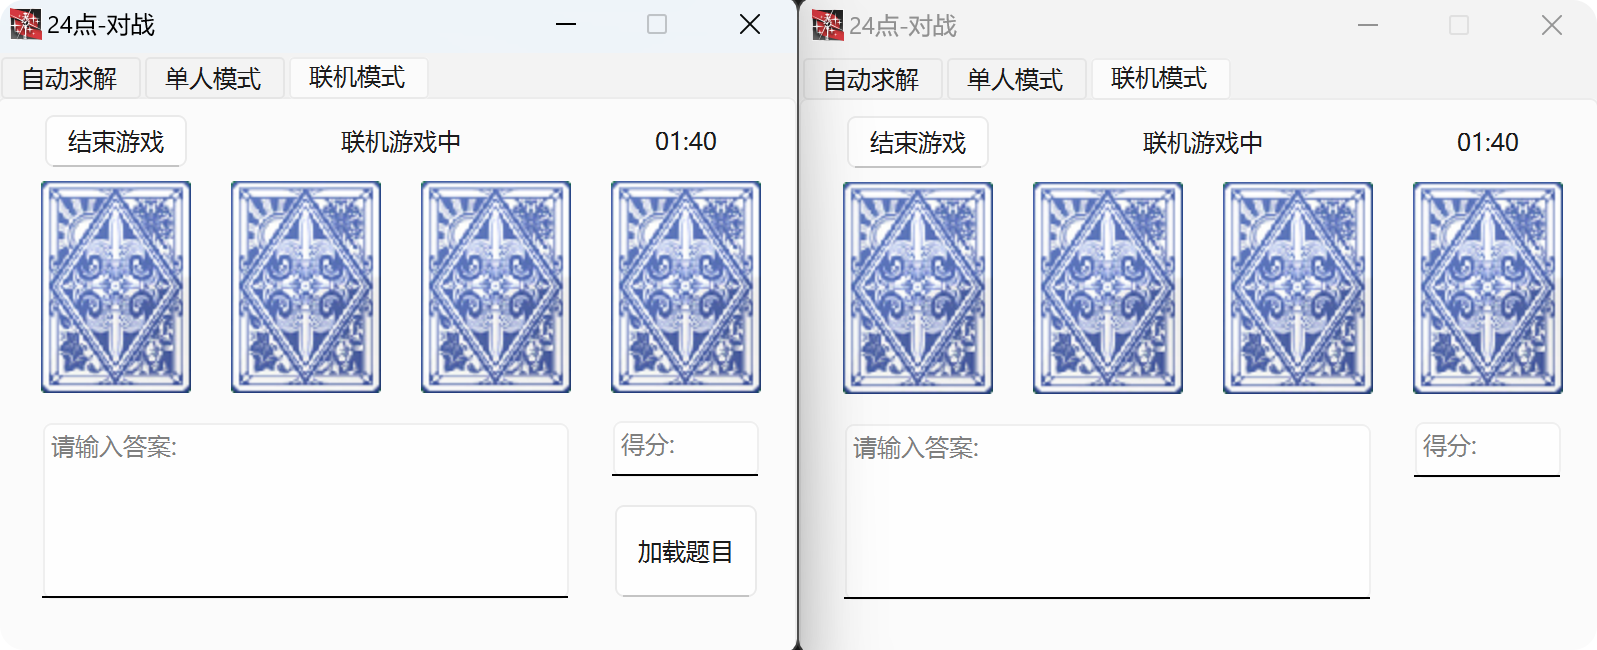 24点-对战
自动求解 单人模式 联机模式
结束游戏 联机游戏中 01:40
请输入答案: 得分:
加载题目
24点-对战
自动求解 单人模式 联机模式
结束游戏 联机游戏中 01:40
请输入答案: 得分: